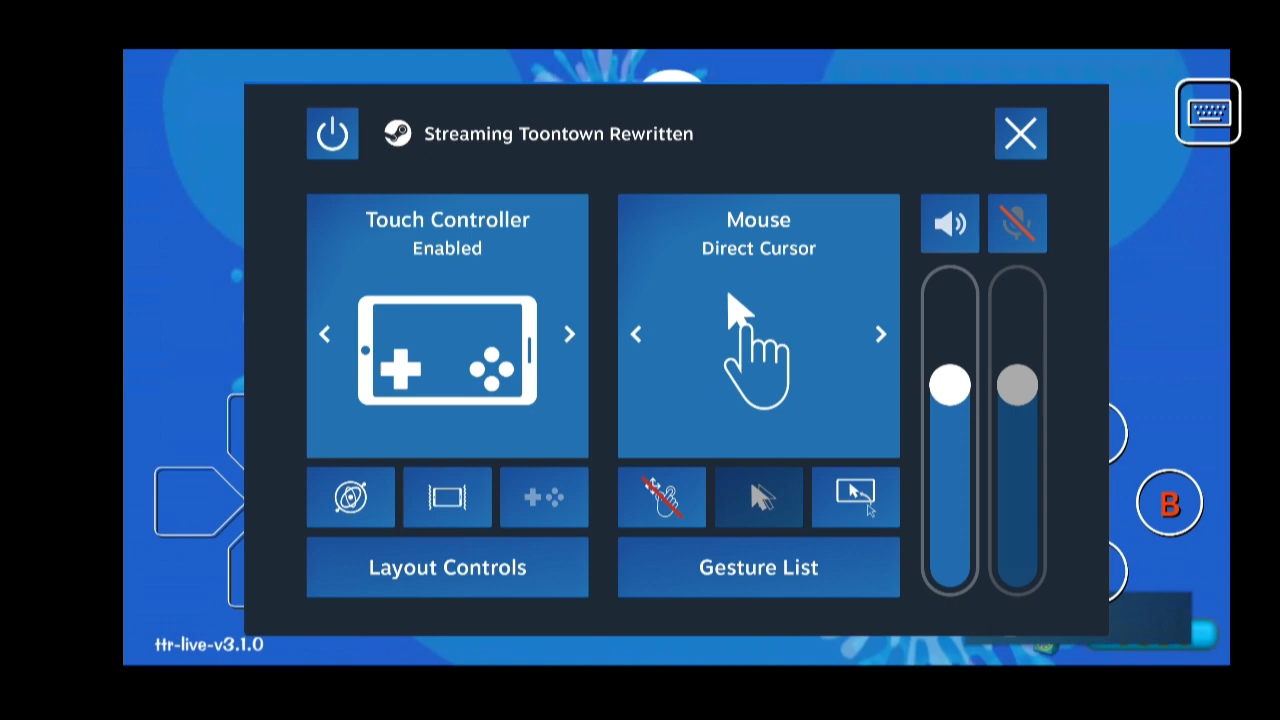 Streaming Toontown Rewritten
Touch Controller
Enabled
Mouse
Direct Cursor
Layout Controls
Gesture List
B
ttr-live-v3.1.0